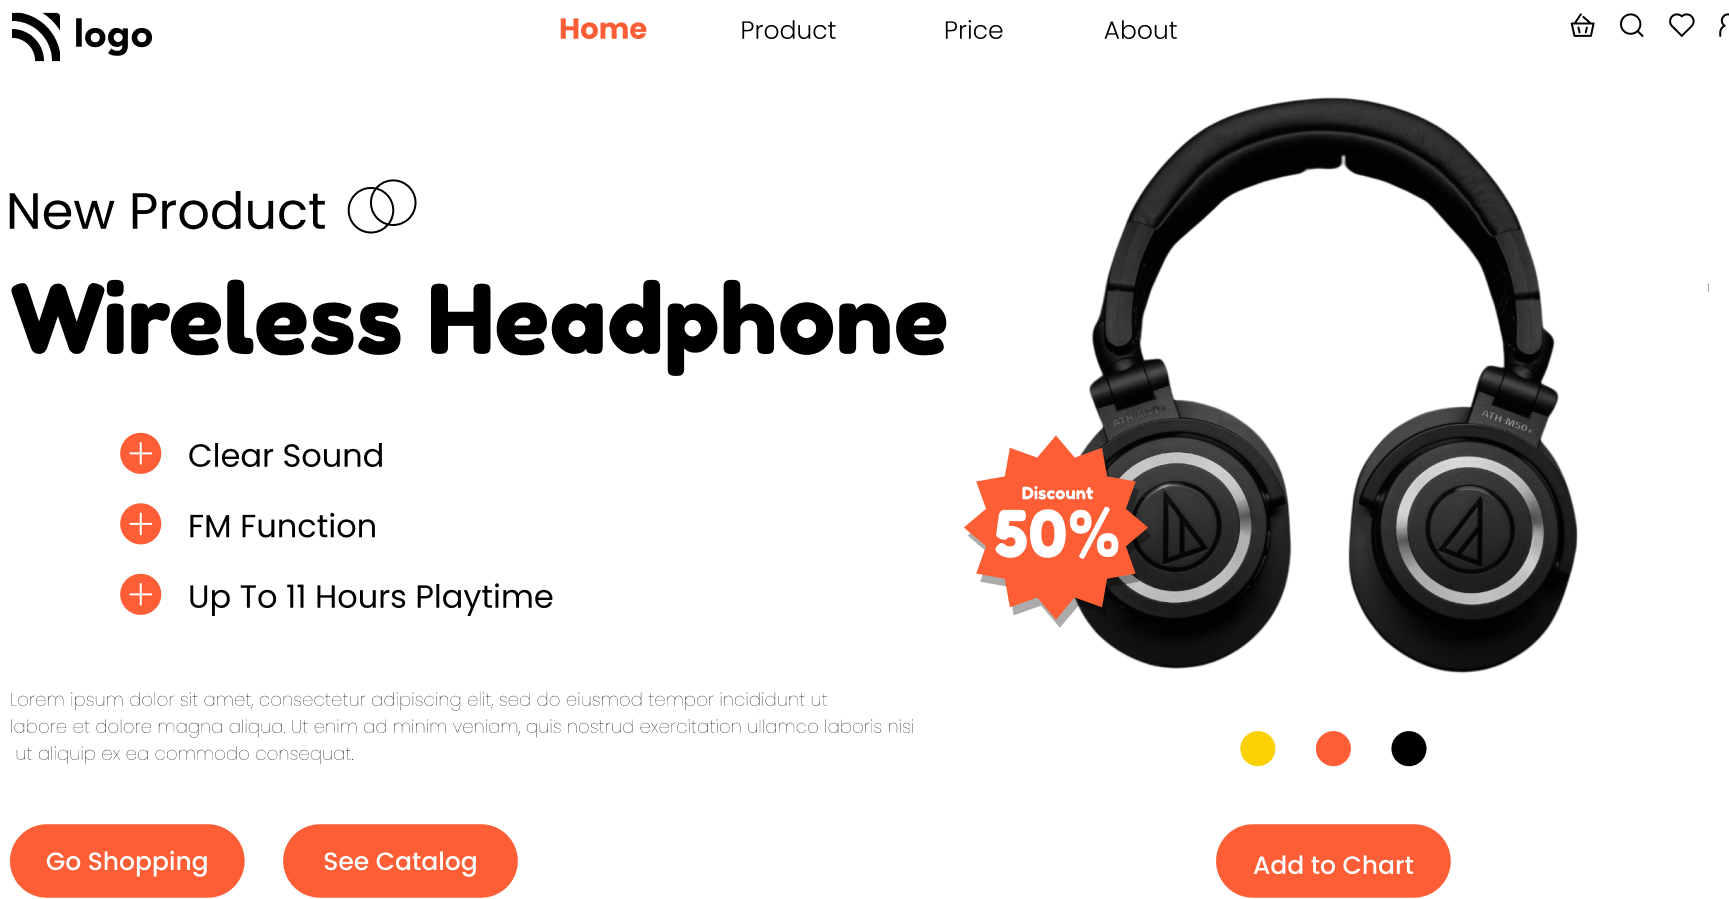 logo
Home Product Price About
New Product
Wireless Headphone
Clear Sound
FM Function
Up To 11 Hours Playtime
Lorem ipsum dolor sit amet, consectetur adipiscing elit, sed do eiusmod tempor incididunt ut
labore et dolore magna aliqua. Ut enim ad minim veniam, quis nostrud exercitation ullamco laboris nisi
ut aliquip ex ea commodo consequat.
Go Shopping
See Catalog
ATH-M50x
ATH-M50x
Discount
50%
1
Add to Chart